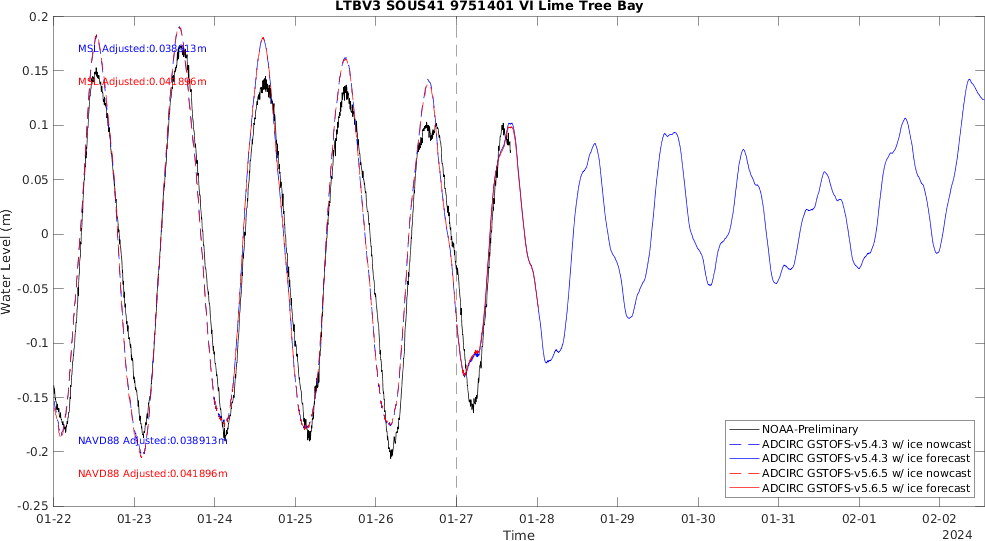 LTBV3 SOUS41 9751401 VI Lime Tree Bay
0.2
MSL Adjusted:0.038913m
0.15
MSL Adjusted:0.041896m
0.1
0.05
0
Water Level (m)
-0.05
-0.1
-0.15
NAVD88 Adjusted:0.038913m
-0.2
NAVD88 Adjusted:0.041896m
-0.25
NOAA-Preliminary
ADCIRC GSTOFS-v5.4.3 w/ ice nowcast
ADCIRC GSTOFS-v5.4.3 w/ ice forecast
ADCIRC GSTOFS-v5.6.5 w/ ice nowcast
ADCIRC GSTOFS-v5.6.5 w/ ice forecast
01-22 01-23 01-24 01-25 01-26 01-27 01-28 01-29 01-30 01-31 02-01 02-02
Time
2024